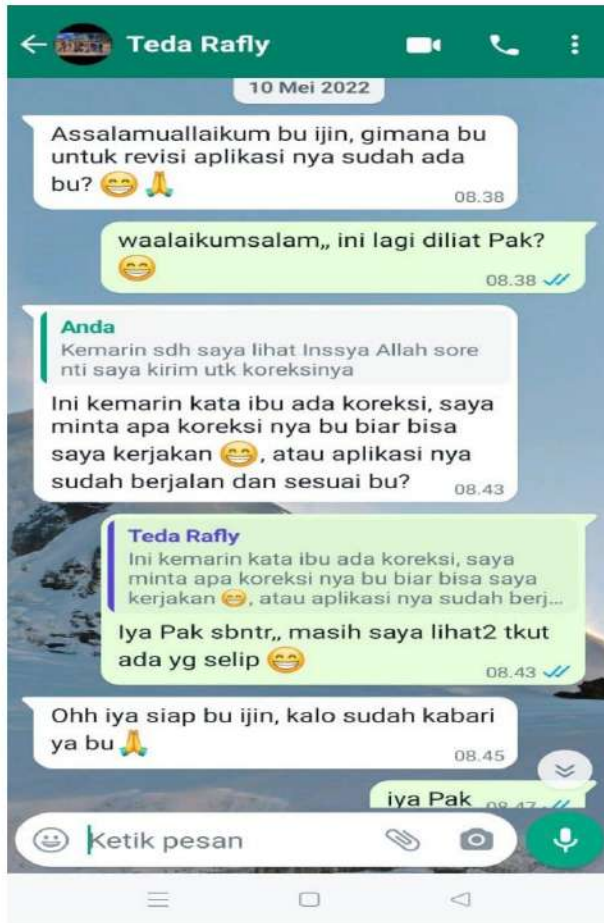 Teda Rafly
10 Mei 2022
Assalamuallaikum bu ijin, gimana bu
untuk revisi aplikasi nya sudah ada
bu? 😁 🙏
08.38
waalaikumsalam,, ini lagi diliat Pak?
😁
08.38
Anda
Kemarin sdh saya lihat Inssya Allah sore
nti saya kirim utk koreksinya
Ini kemarin kata ibu ada koreksi, saya
minta apa koreksi nya bu biar bisa
saya kerjakan 😁, atau aplikasi nya
sudah berjalan dan sesuai bu?
08.43
Teda Rafly
Ini kemarin kata ibu ada koreksi, saya
minta apa koreksi nya bu biar bisa saya
kerjakan 😁, atau aplikasi nya sudah berj...
Iya Pak sbntr,, masih saya lihat2 tkut
ada yg selip 😁
08.43
Ohh iya siap bu ijin, kalo sudah kabari
ya bu 🙏
08.45
iya Pak
08.47
Ketik pesan